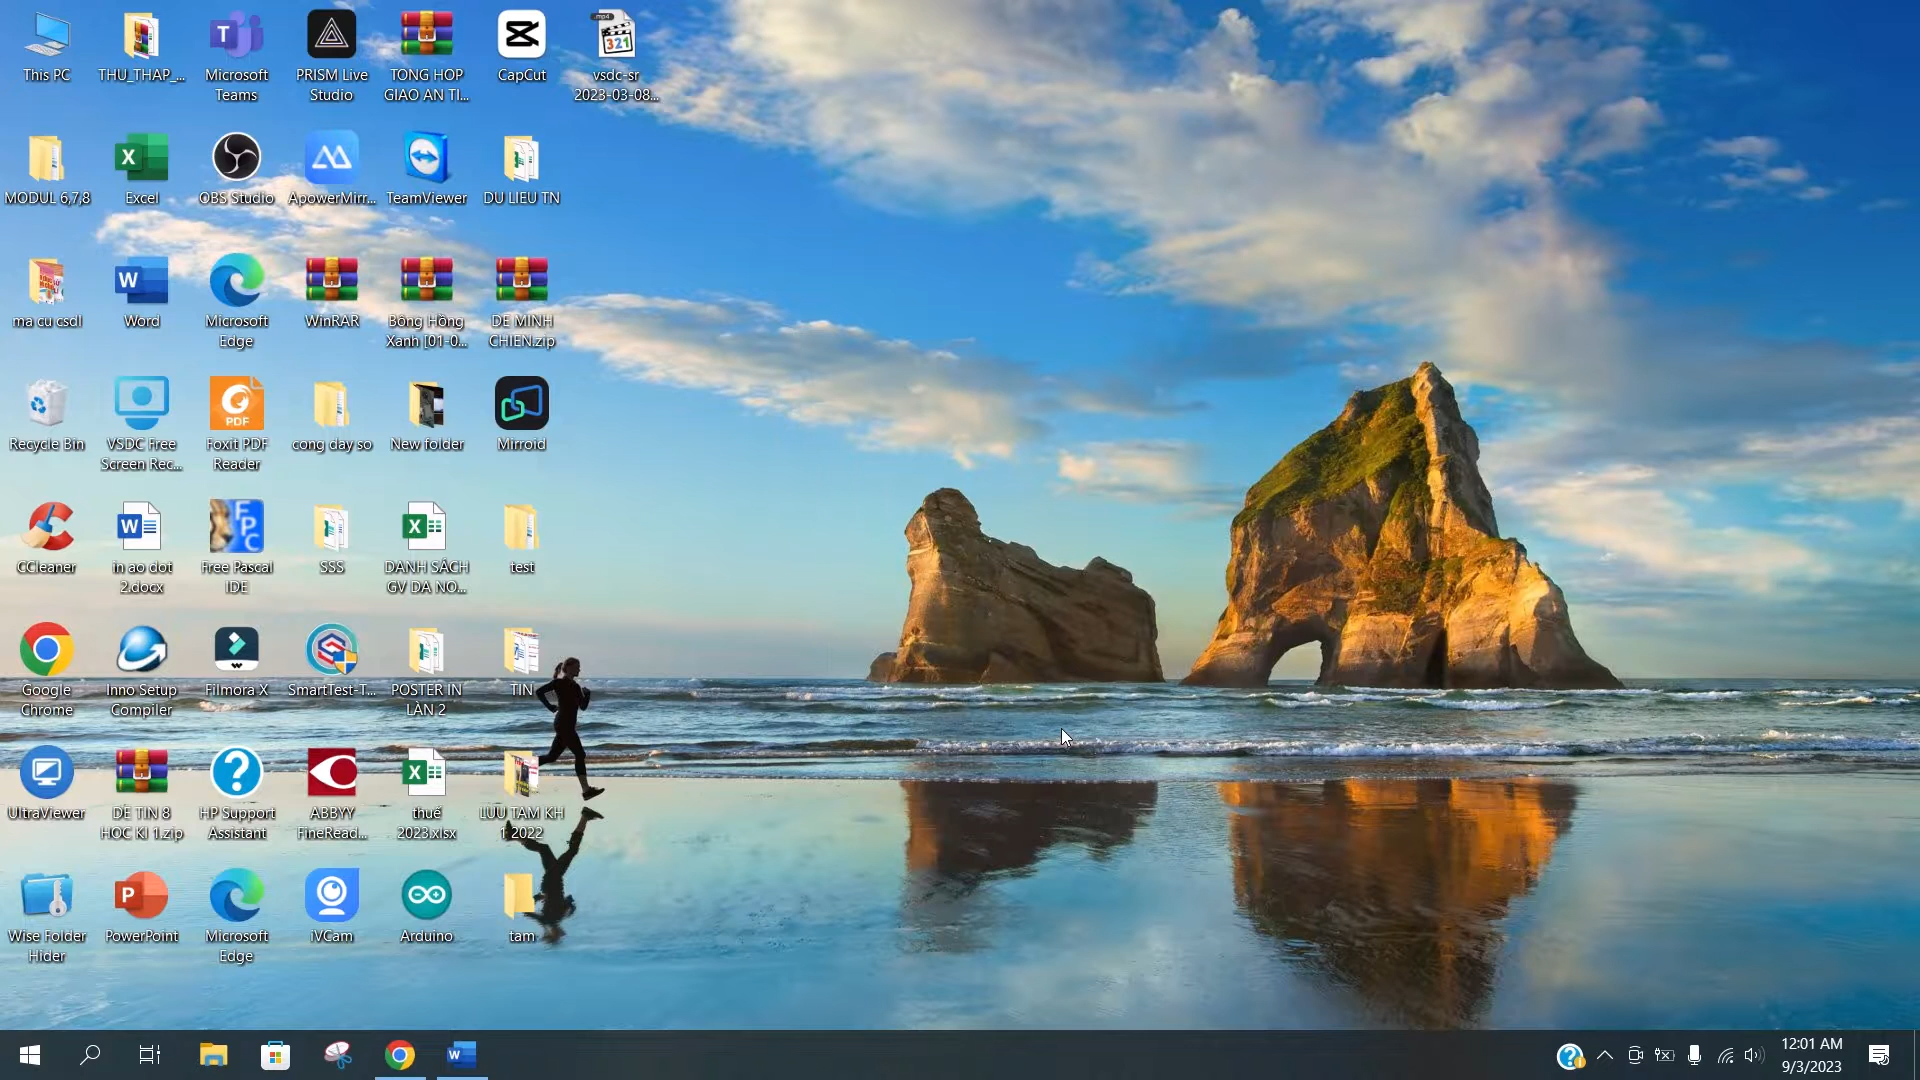 This PC
THU_THAP_...
Microsoft
Teams
PRISM Live
Studio
TONG HOP
GIAO AN TI...
CapCut
.mp4
321
vsdc-sr
2023-03-08...
MODUL 6,7,8
Excel
OBS Studio
ApowerMirr...
TeamViewer
DU LIEU TN
ma cu csdl
Word
Microsoft
Edge
WinRAR
Bông Hồng
Xanh [01-0...
DE MINH
CHIEN.zip
Recycle Bin
VSDC Free
Screen Rec...
PDF
Foxit PDF
Reader
cong day so
New folder
Mirroid
CCleaner
in ao dot
2.docx
FPC
Free Pascal
IDE
SSS
DANH SÁCH
GV DA NO...
test
Google
Chrome
Inno Setup
Compiler
Filmora X
SmartTest-T...
POSTER IN
LẦN 2
TIN
UltraViewer
DE TIN 8
HOC KI 1.zip
HP Support
Assistant
ABBYY
FineRead...
thuế
2023.xlsx
LƯU TAM KH
1 2022
Wise Folder
Hider
PowerPoint
Microsoft
Edge
iVCam
Arduino
tam
12:01 AM
9/3/2023